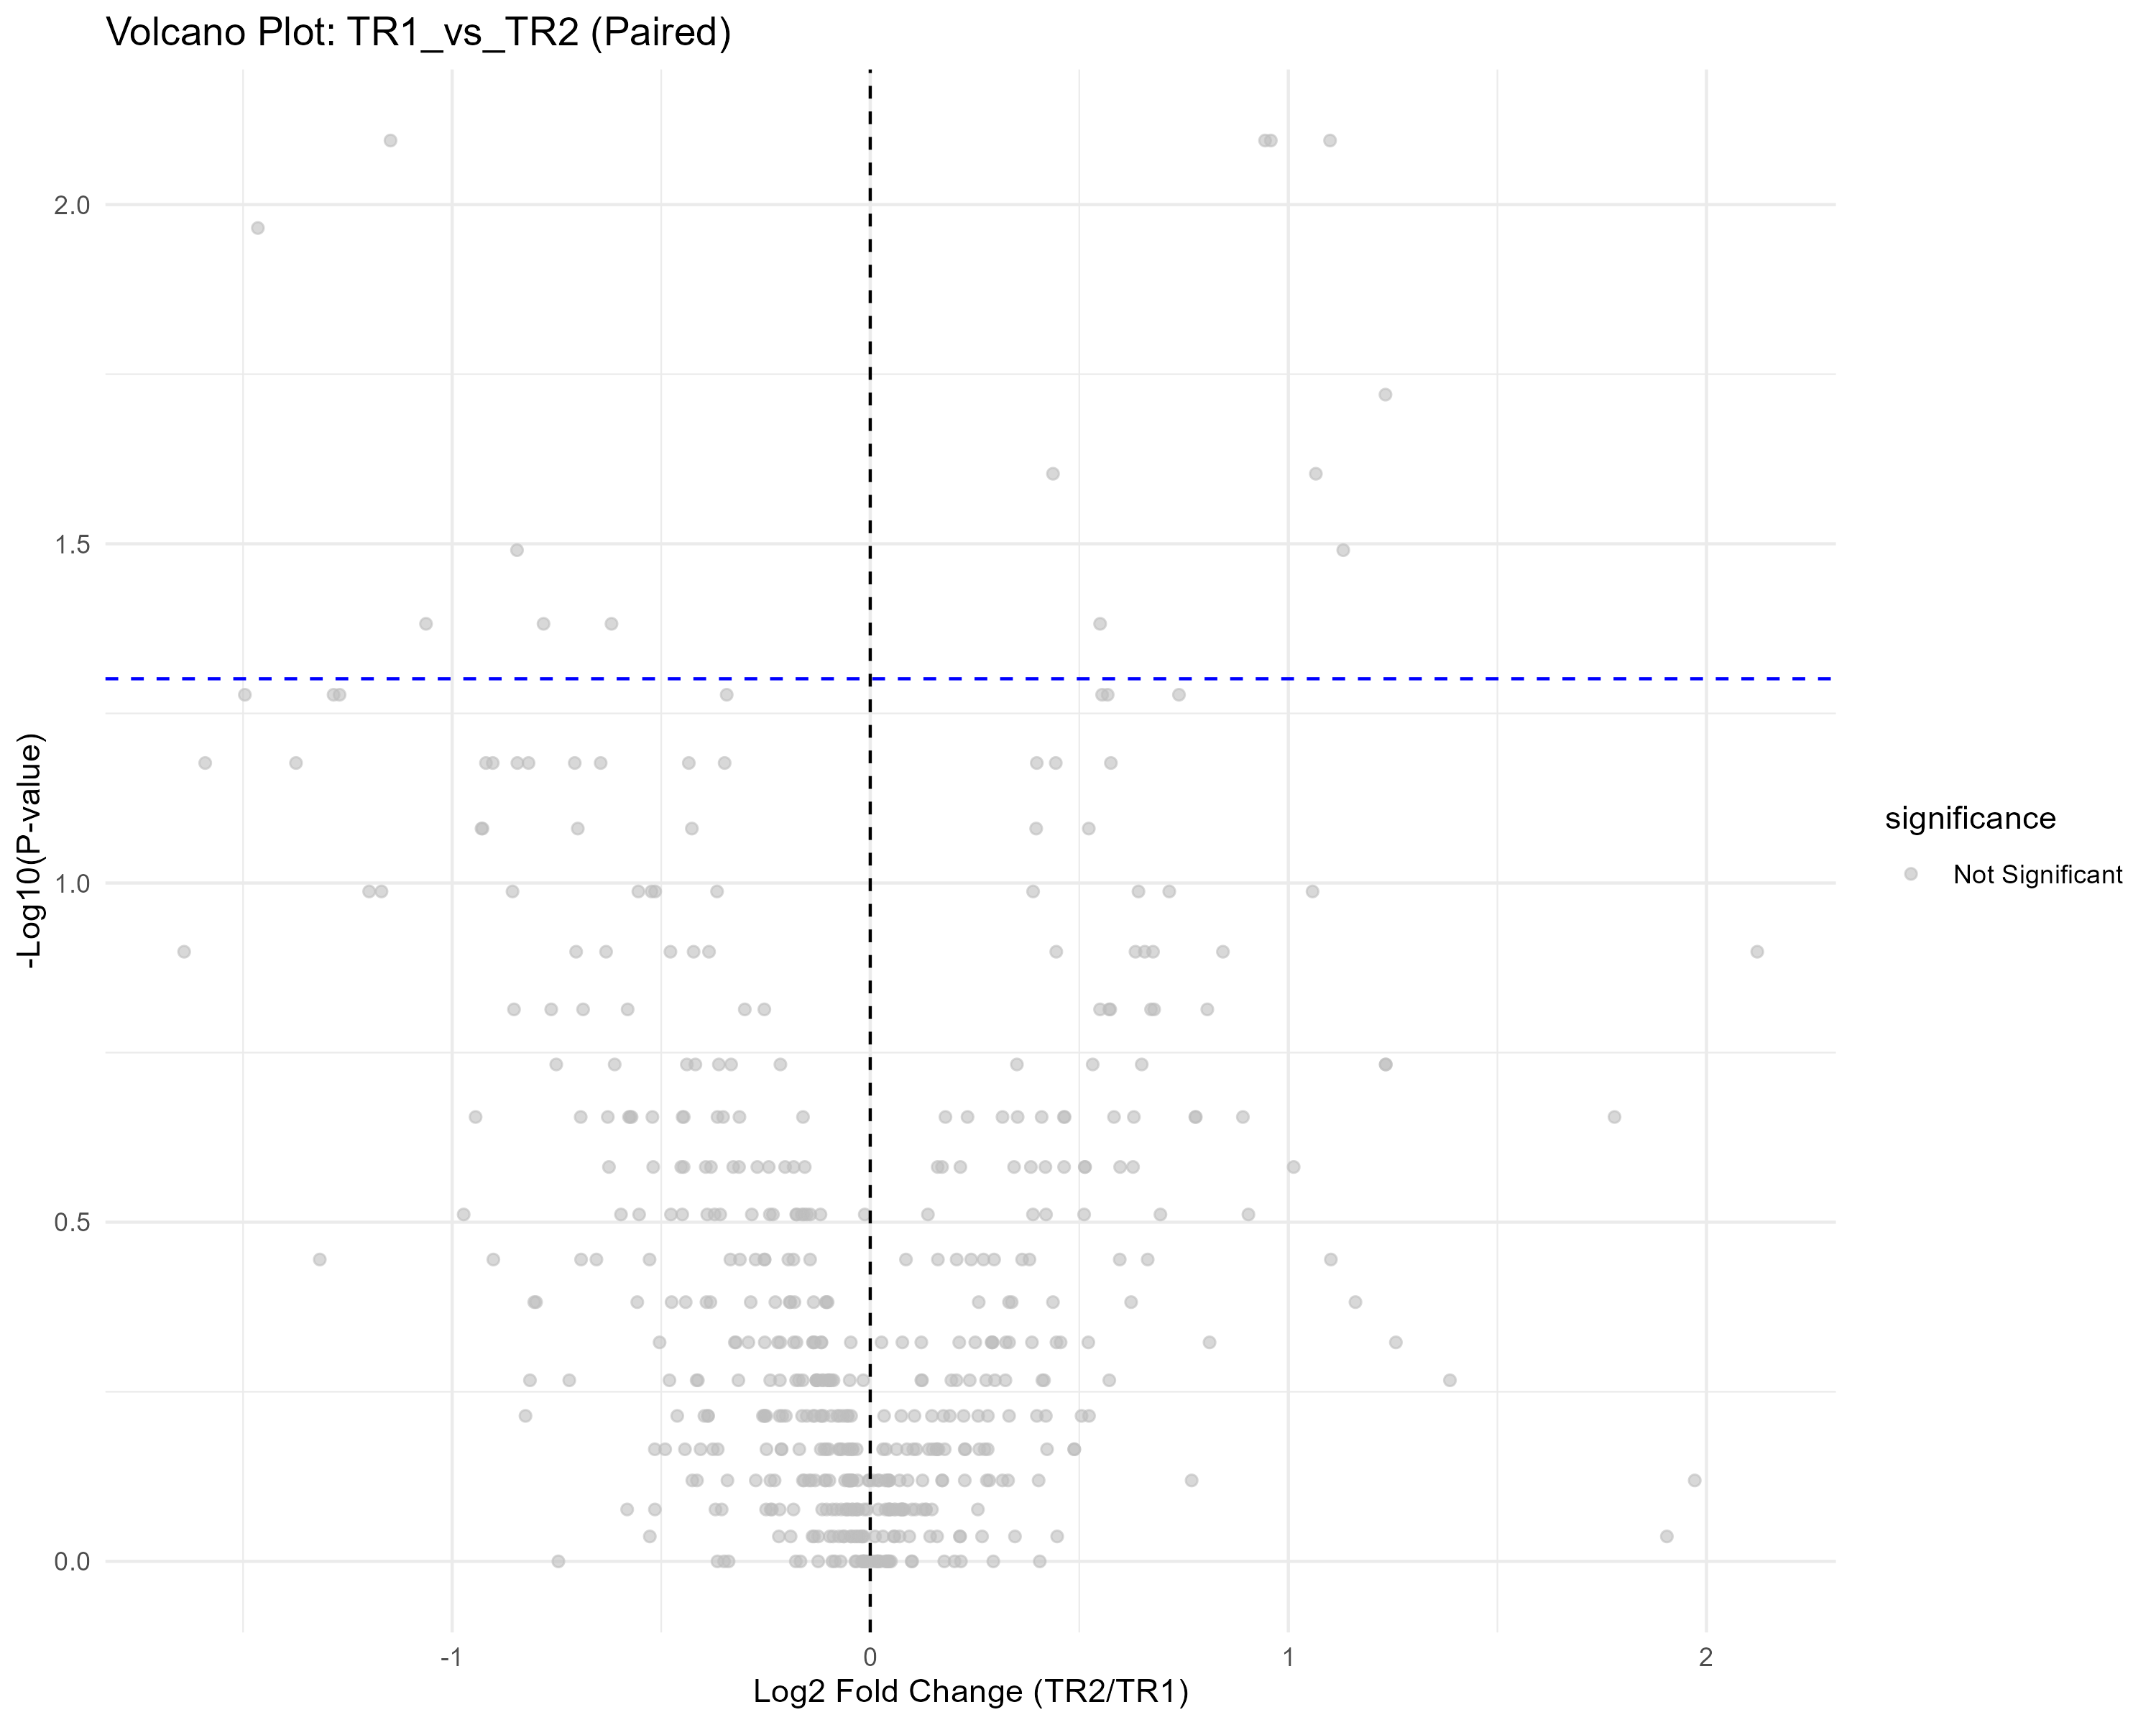 Volcano Plot: TR1_vs_TR2 (Paired)
-Log10(P-value)
2.0
1.5
1.0
0.5
0.0
-1
0
1
2
Log2 Fold Change (TR2/TR1)
significance
Not Significant